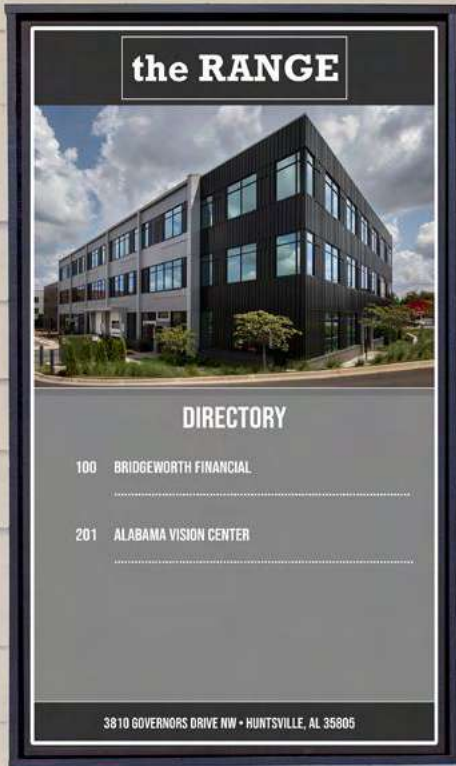 the RANGE
DIRECTORY
100 BRIDGEWORTH FINANCIAL
201 ALABAMA VISION CENTER
3810 GOVERNORS DRIVE NW • HUNTSVILLE, AL 35805